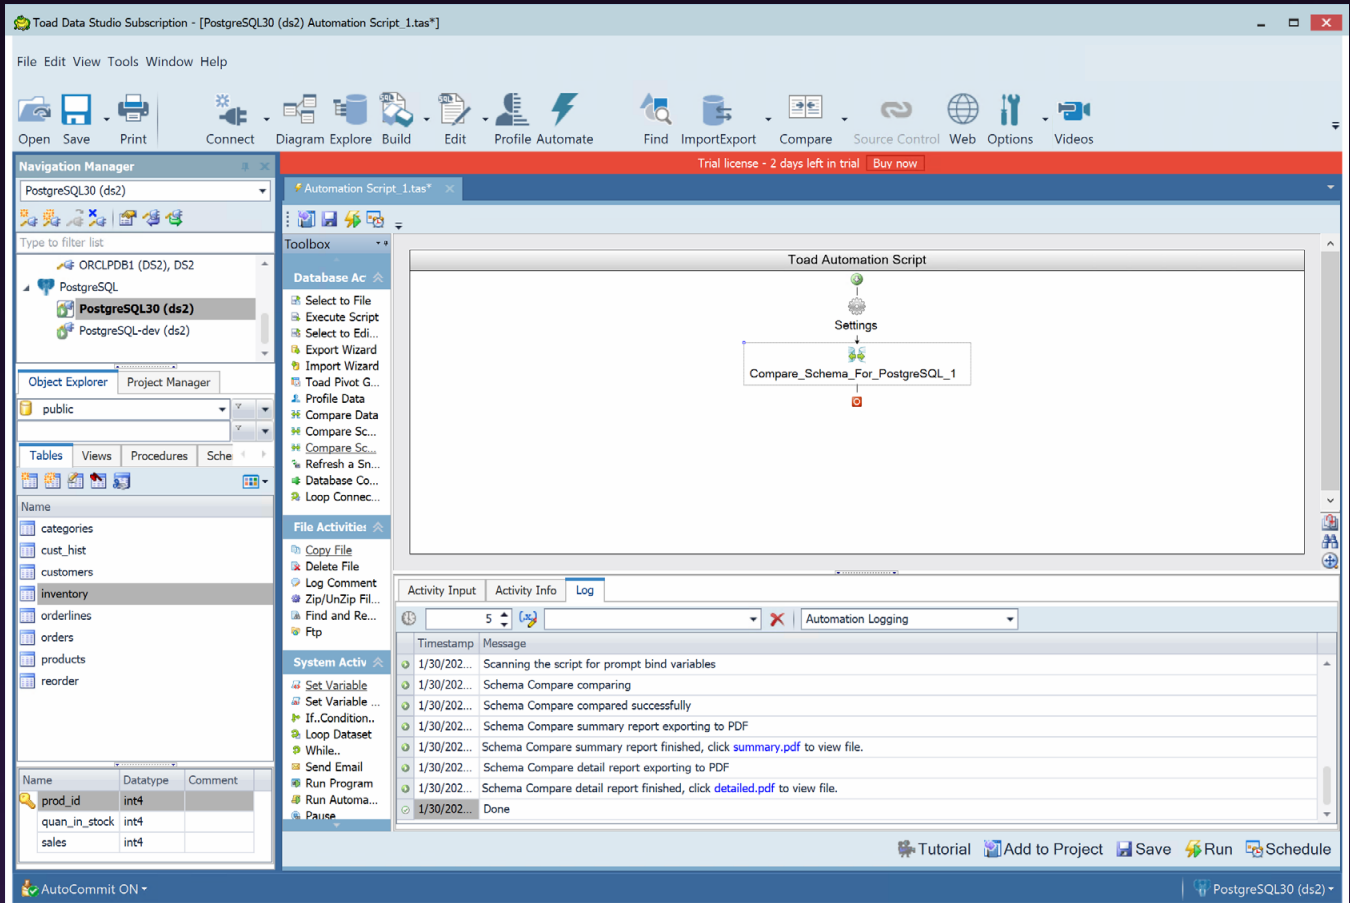 Toad Data Studio Subscription - [PostgreSQL30 (ds2) Automation Script_1.tas*]
File Edit View Tools Window Help
Open Save Print Connect Diagram Explore Build Edit Profile Automate Find ImportExport Compare Source Control Web Options Videos
Navigation Manager
Trial license - 2 days left in trial Buy now
PostgreSQL30 (ds2)
Automation Script_1.tas*
Type to filter list
ORCLPDB1 (DS2), DS2
PostgreSQL
PostgreSQL30 (ds2)
PostgreSQL-dev (ds2)
Object Explorer Project Manager
public
Tables Views Procedures Sche
Name
categories
cust_hist
customers
inventory
orderlines
orders
products
reorder
Name Datatype Comment
prod_id int4
quan_in_stock int4
sales int4
Toolbox
Database Ac
Select to File
Execute Script
Select to Edi...
Export Wizard
Import Wizard
Toad Pivot G...
Profile Data
Compare Data
Compare Sc...
Compare Sc...
Refresh a Sn...
Database Co...
Loop Connec...
File Activities
Copy File
Delete File
Log Comment
Zip/UnZip Fil...
Find and Re...
Ftp
System Activ
Set Variable
Set Variable ...
If..Condition..
Loop Dataset
While..
Send Email
Run Program
Run Automa...
Pause
Toad Automation Script
Settings
Compare_Schema_For_PostgreSQL_1
Activity Input Activity Info Log
5 Automation Logging
Timestamp Message
1/30/202... Scanning the script for prompt bind variables
1/30/202... Schema Compare comparing
1/30/202... Schema Compare compared successfully
1/30/202... Schema Compare summary report exporting to PDF
1/30/202... Schema Compare summary report finished, click summary.pdf to view file.
1/30/202... Schema Compare detail report exporting to PDF
1/30/202... Schema Compare detail report finished, click detailed.pdf to view file.
1/30/202... Done
Tutorial Add to Project Save Run Schedule
AutoCommit ON
PostgreSQL30 (ds2)